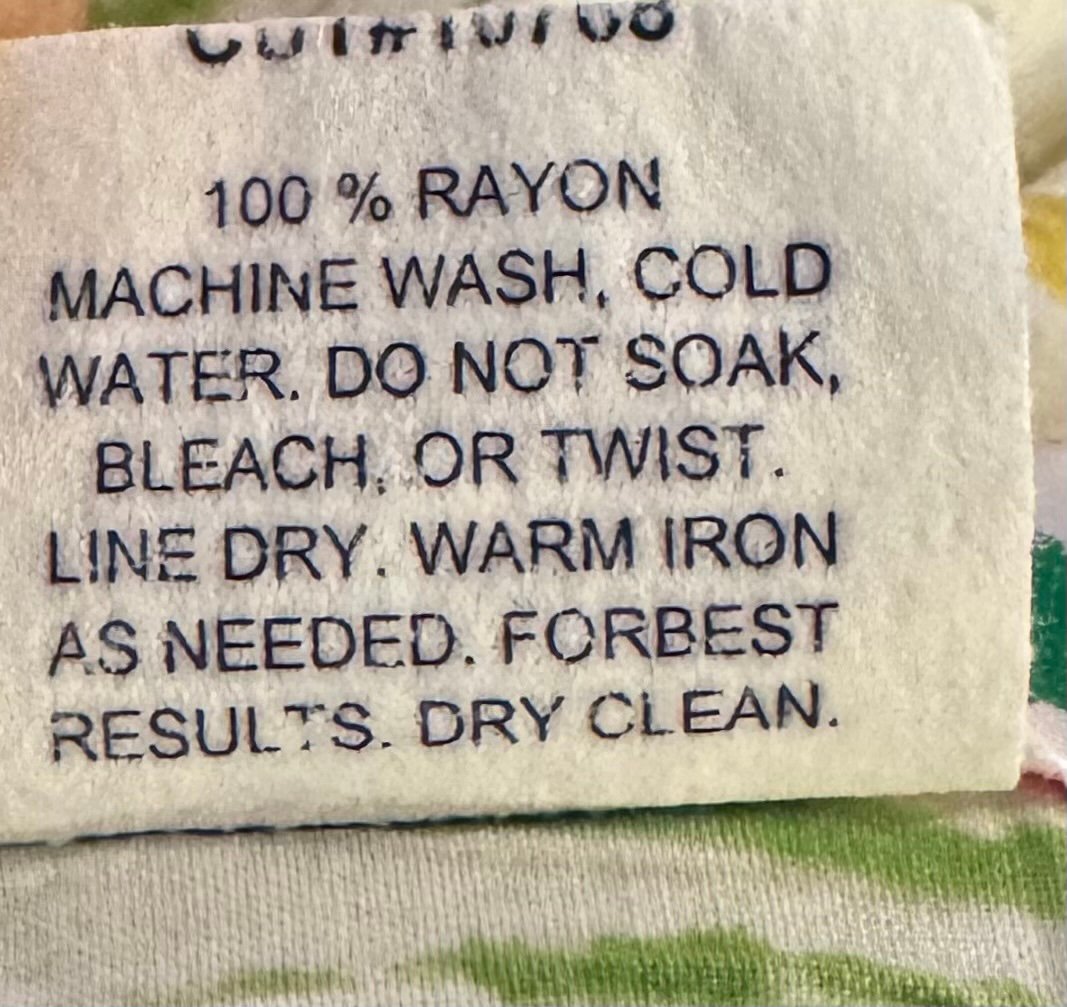 100 % RAYON
MACHINE WASH, COLD
WATER. DO NOT SOAK,
BLEACH, OR TWIST.
LINE DRY. WARM IRON
AS NEEDED. FORBEST
RESULTS. DRY CLEAN.